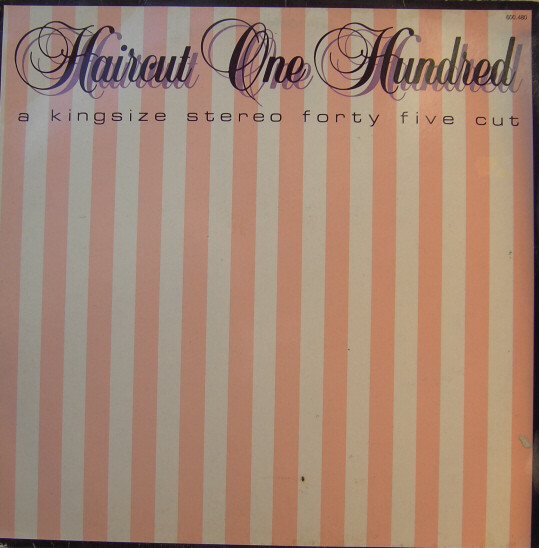 Haircut One Hundred
a kingsize stereo forty five cut